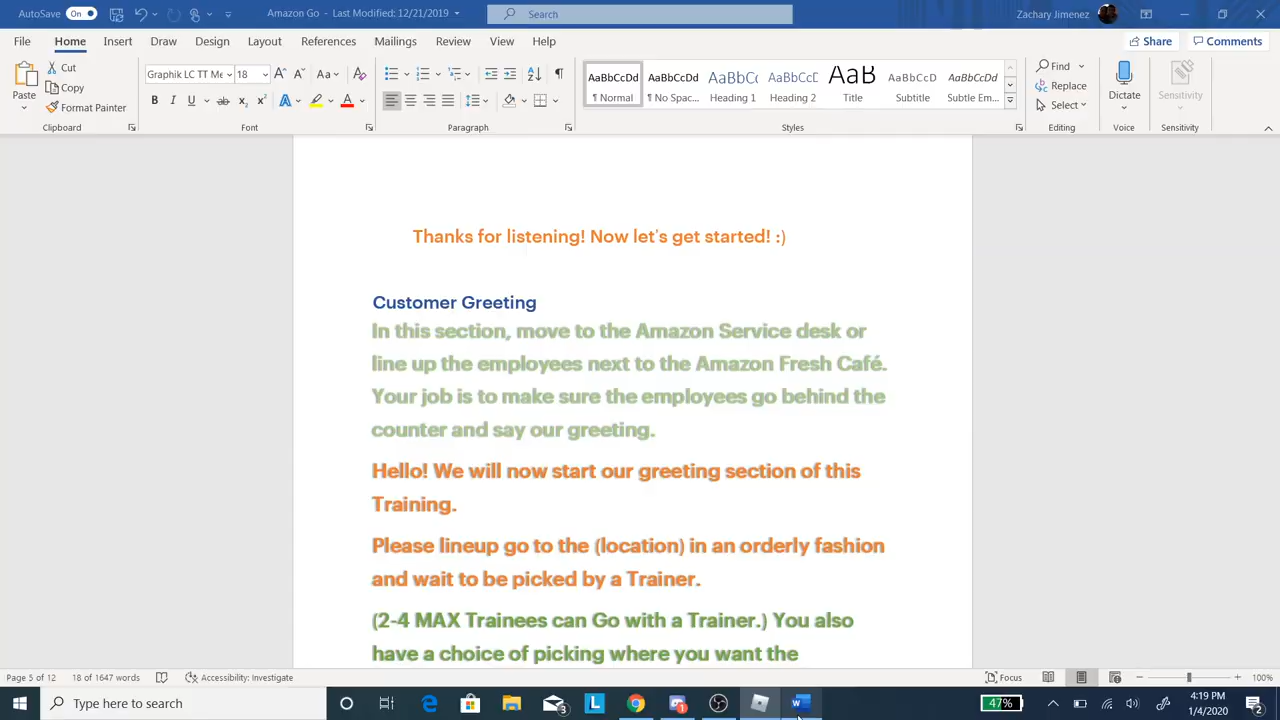 AutoSave On
Amazon Go - Last Modified: 12/21/2019
Search
Zachary Jimenez
File Home Insert Draw Design Layout References Mailings Review View Help
Share Comments
Paste
Cut
Copy
Format Painter
Clipboard
Graphik LC TT Me 18
Font
Paragraph
AaBbCcDd AaBbCcDd AaBbCc AaBbCcD AaB AaBbCcD AaBbCcDd
¶ Normal ¶ No Spac... Heading 1 Heading 2 Title Subtitle Subtle Em...
Styles
Find
Replace
Select
Editing
Dictate
Voice
Sensitivity
Sensitivity
Thanks for listening! Now let's get started! :)
Customer Greeting
In this section, move to the Amazon Service desk or
line up the employees next to the Amazon Fresh Café.
Your job is to make sure the employees go behind the
counter and say our greeting.
Hello! We will now start our greeting section of this
Training.
Please lineup go to the (location) in an orderly fashion
and wait to be picked by a Trainer.
(2-4 MAX Trainees can Go with a Trainer.) You also
have a choice of picking where you want the
Page 5 of 12 18 of 1647 words Accessibility: Investigate
Focus
100%
Type here to search
3
1
47%
4:19 PM
1/4/2020
2